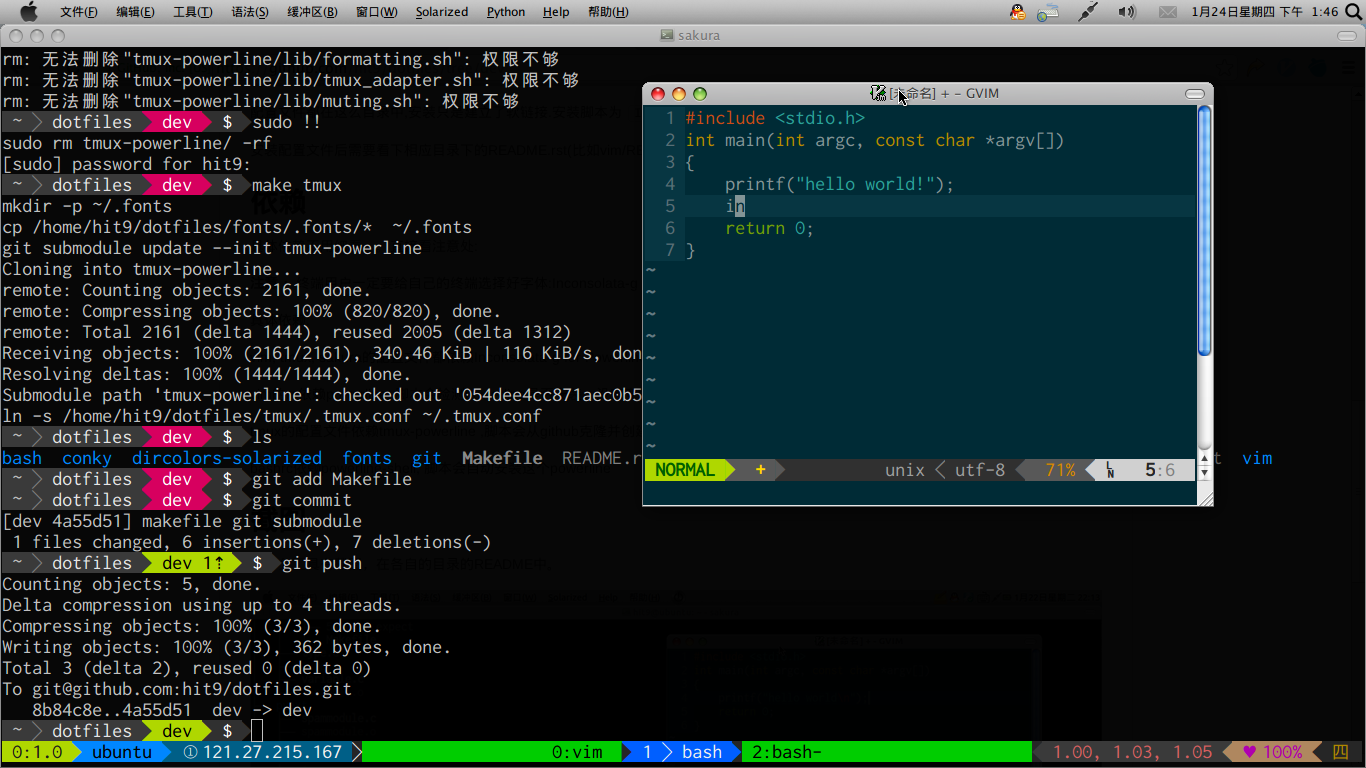 文件(F) 编辑(E) 工具(T) 语法(S) 缓冲区(B) 窗口(W) Solarized Python Help 帮助(H) 1月24日星期四 下午 1:46
sakura
rm: 无法删除"tmux-powerline/lib/formatting.sh": 权限不够
rm: 无法删除"tmux-powerline/lib/tmux_adapter.sh": 权限不够
rm: 无法删除"tmux-powerline/lib/muting.sh": 权限不够
~ dotfiles dev $ sudo !!
sudo rm tmux-powerline/ -rf
[sudo] password for hit9:
~ dotfiles dev $ make tmux
mkdir -p ~/.fonts
cp /home/hit9/dotfiles/fonts/.fonts/* ~/.fonts
git submodule update --init tmux-powerline
Cloning into tmux-powerline...
remote: Counting objects: 2161, done.
remote: Compressing objects: 100% (820/820), done.
remote: Total 2161 (delta 1444), reused 2005 (delta 1312)
Receiving objects: 100% (2161/2161), 340.46 KiB | 116 KiB/s, don
Resolving deltas: 100% (1444/1444), done.
Submodule path 'tmux-powerline': checked out '054dee4cc871aec0b5
ln -s /home/hit9/dotfiles/tmux/.tmux.conf ~/.tmux.conf
~ dotfiles dev $ ls
bash conky dircolors-solarized fonts git Makefile README.r t vim
~ dotfiles dev $ git add Makefile
~ dotfiles dev $ git commit
[dev 4a55d51] makefile git submodule
1 files changed, 6 insertions(+), 7 deletions(-)
~ dotfiles dev 1↑ $ git push
Counting objects: 5, done.
Delta compression using up to 4 threads.
Compressing objects: 100% (3/3), done.
Writing objects: 100% (3/3), 362 bytes, done.
Total 3 (delta 2), reused 0 (delta 0)
To git@github.com:hit9/dotfiles.git
8b84c8e..4a55d51 dev -> dev
~ dotfiles dev $
[未命名] + - GVIM
1 #include <stdio.h>
2 int main(int argc, const char *argv[])
3 {
4 printf("hello world!");
5 in
6 return 0;
7 }
~
~
~
~
~
~
~
~
~
NORMAL + unix utf-8 71% LN 5:6
0:1.0 ubuntu ① 121.27.215.167 0:vim 1 bash 2:bash- 1.00, 1.03, 1.05 ♥ 100% 四